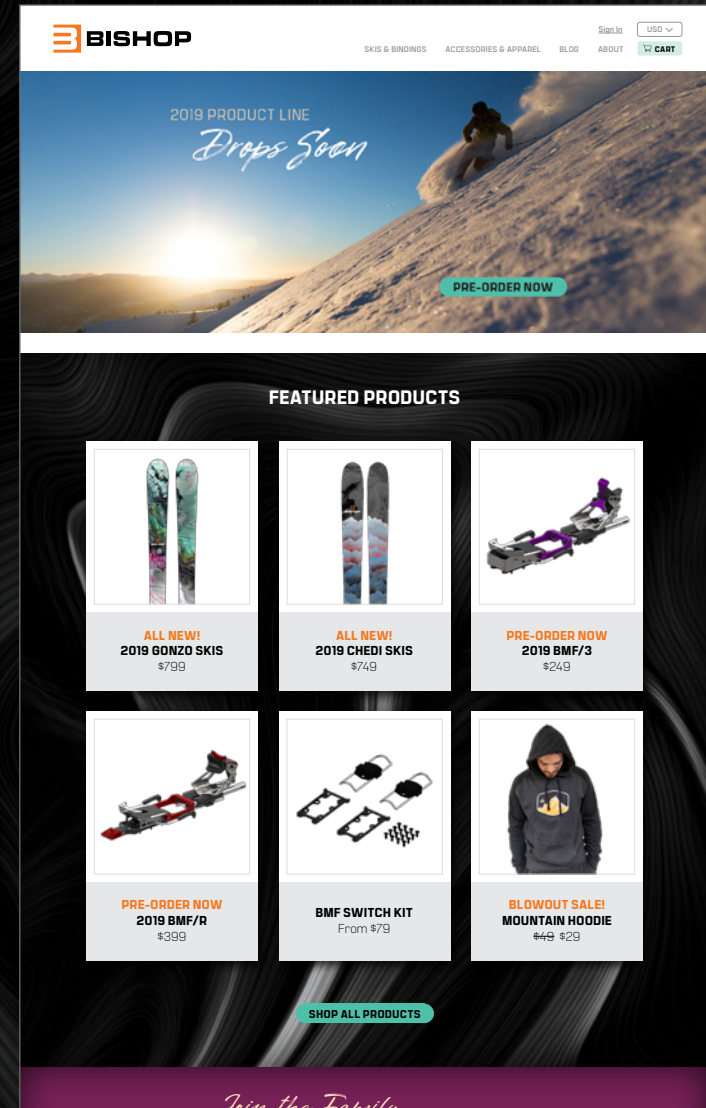 BISHOP
Sign In
USD
SKIS & BINDINGS
ACCESSORIES & APPAREL
BLOG
ABOUT
CART
2019 PRODUCT LINE
Drops Soon
PRE-ORDER NOW
FEATURED PRODUCTS
ALL NEW!
2019 GONZO SKIS
$799
ALL NEW!
2019 CHEDI SKIS
$749
PRE-ORDER NOW
2019 BMF/3
$249
PRE-ORDER NOW
2019 BMF/R
$399
BMF SWITCH KIT
From $79
BLOWOUT SALE!
MOUNTAIN HOODIE
$49 $29
SHOP ALL PRODUCTS
Join the Family